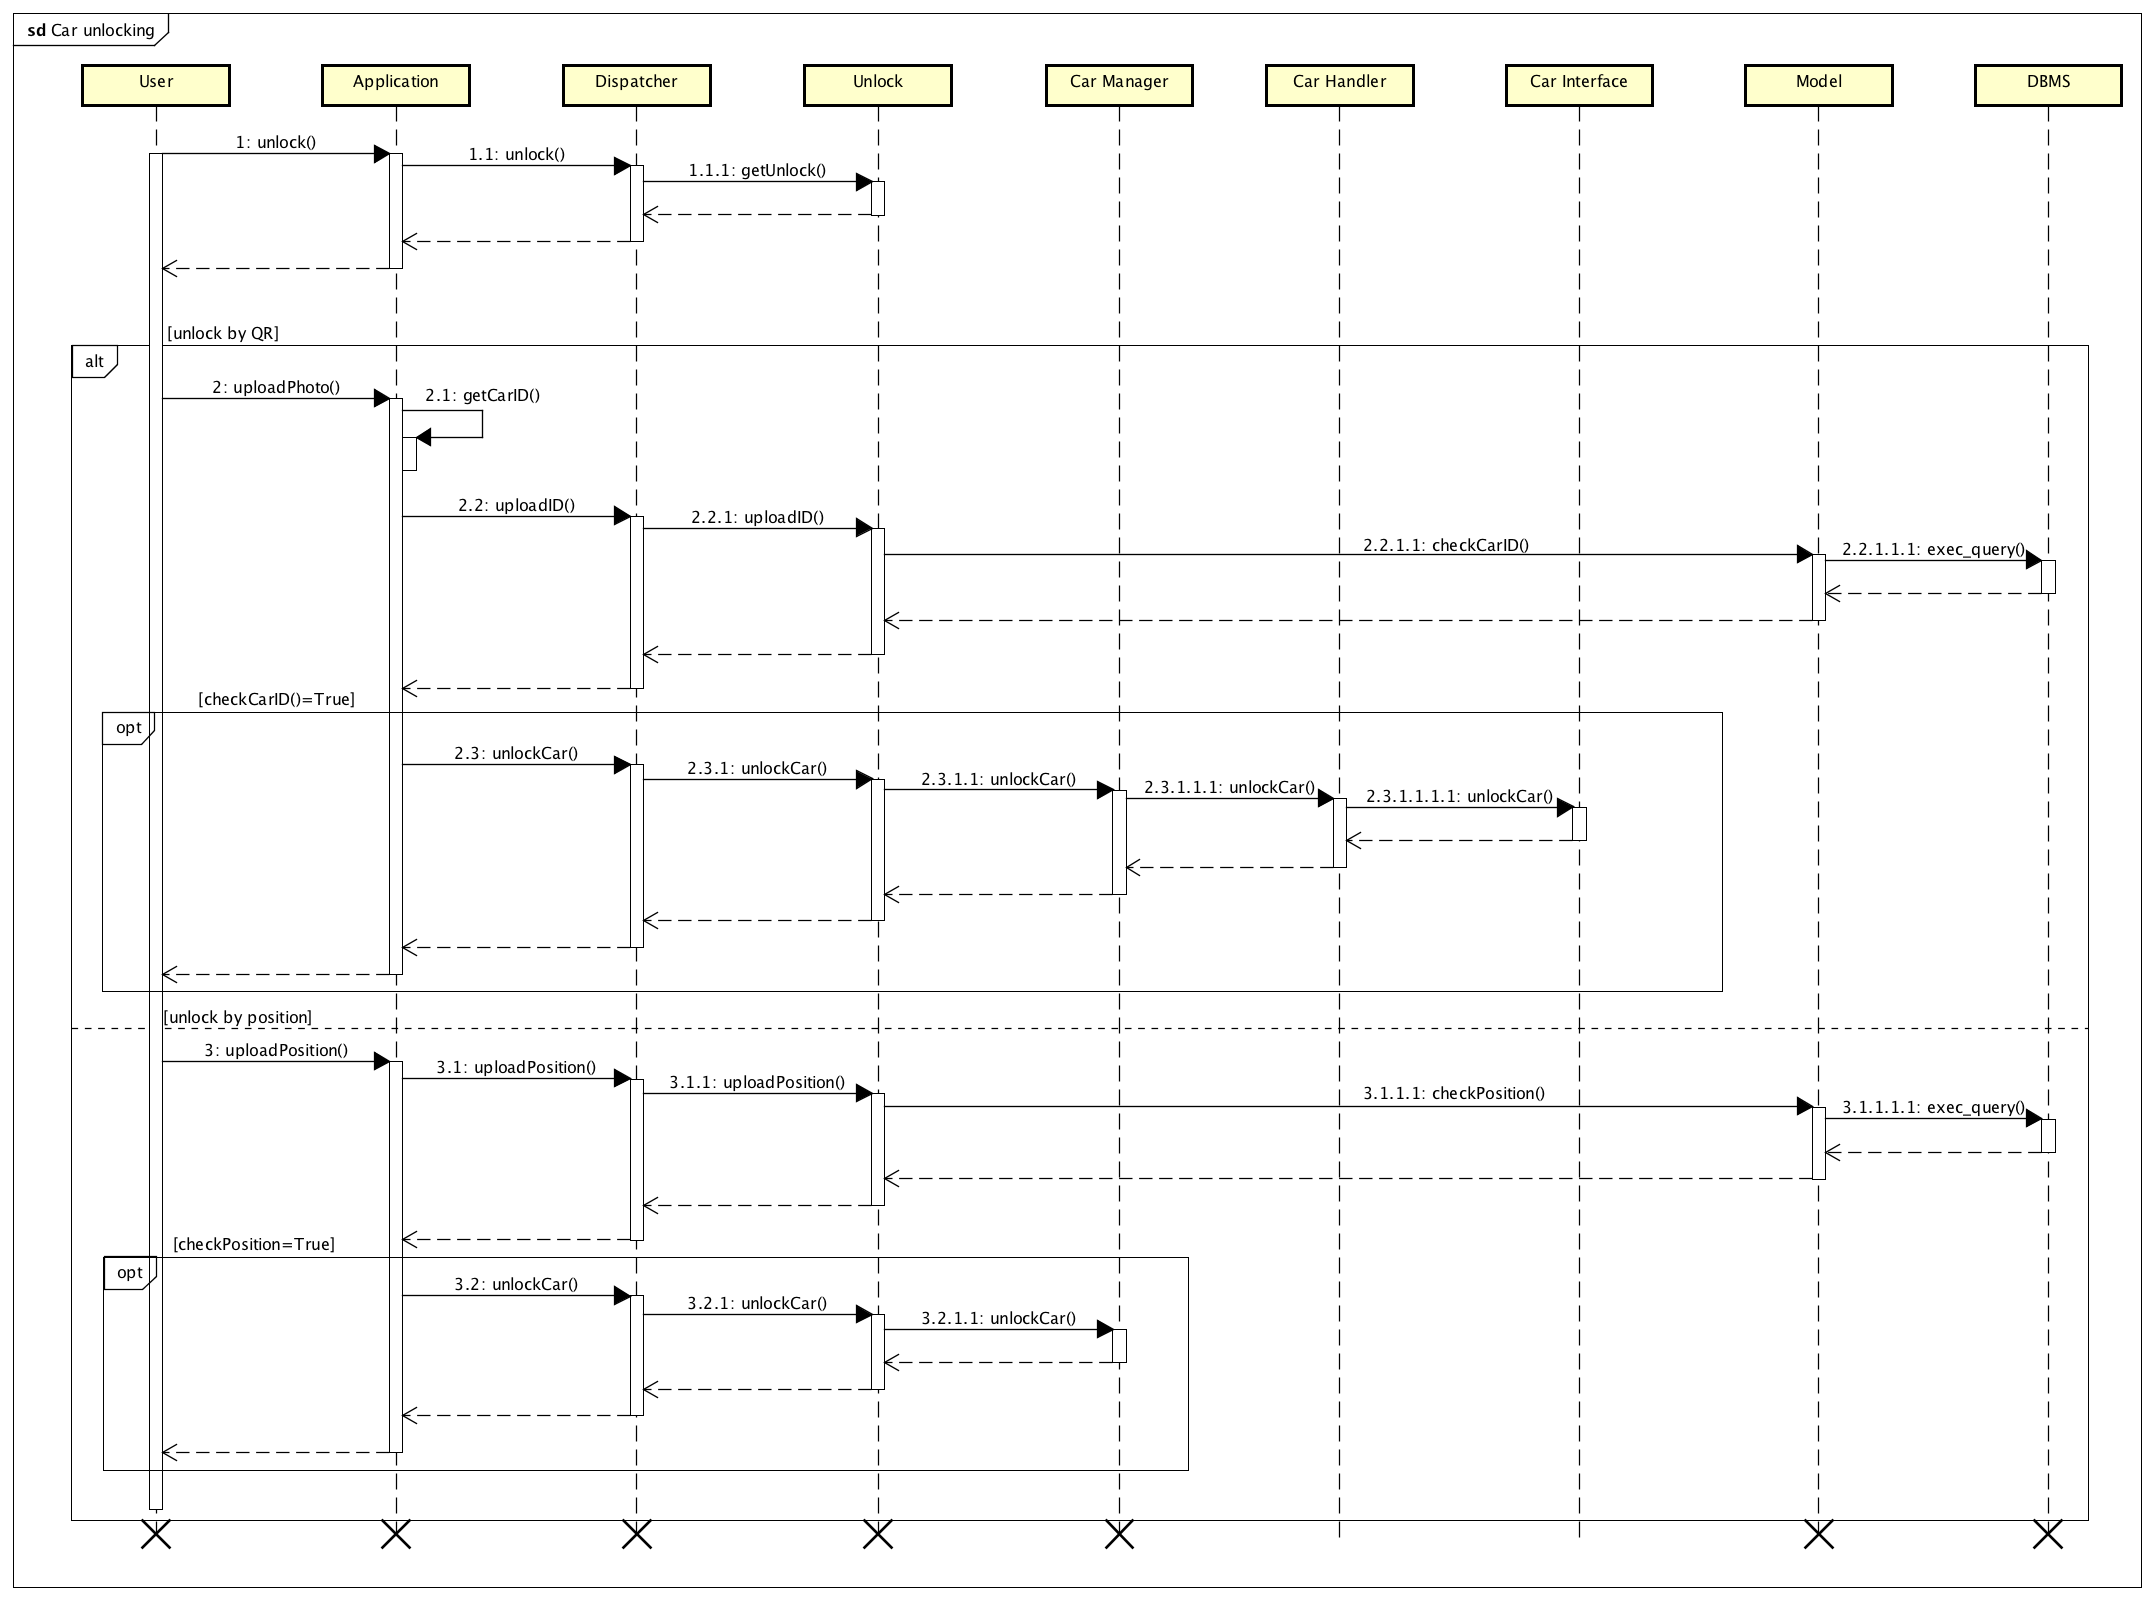 sd Car unlocking
User
Application
Dispatcher
Unlock
Car Manager
Car Handler
Car Interface
Model
DBMS
1: unlock()
1.1: unlock()
1.1.1: getUnlock()
[unlock by QR]
alt
2: uploadPhoto()
2.1: getCarID()
2.2: uploadID()
2.2.1: uploadID()
2.2.1.1: checkCarID()
2.2.1.1.1: exec_query()
[checkCarID()=True]
opt
2.3: unlockCar()
2.3.1: unlockCar()
2.3.1.1: unlockCar()
2.3.1.1.1: unlockCar()
2.3.1.1.1.1: unlockCar()
[unlock by position]
3: uploadPosition()
3.1: uploadPosition()
3.1.1: uploadPosition()
3.1.1.1: checkPosition()
3.1.1.1.1: exec_query()
[checkPosition=True]
opt
3.2: unlockCar()
3.2.1: unlockCar()
3.2.1.1: unlockCar()